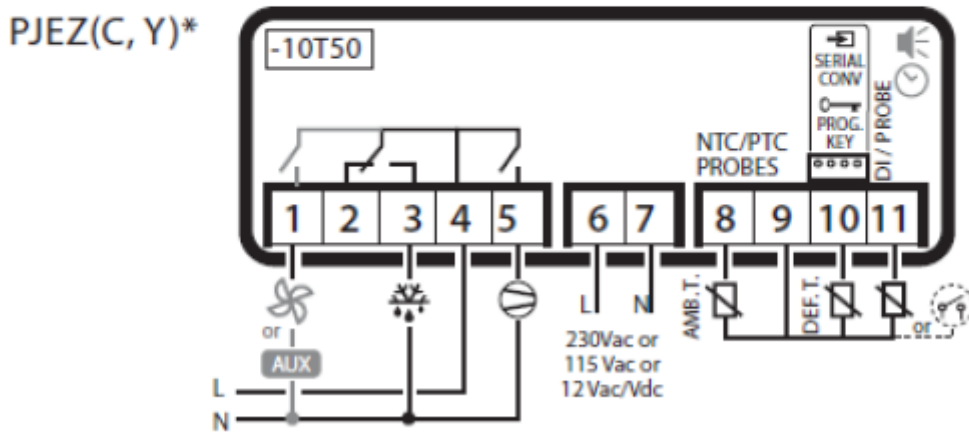 PJEZ(C, Y)*
-10T50
SERIAL
CONV
PROG.
KEY
DI / PROBE
NTC/PTC
PROBES
1 2 3 4 5 6 7 8 9 10 11
or
AUX
L
N
L N
230Vac or
115 Vac or
12 Vac/Vdc
AMB.T.
DEF. T.
or